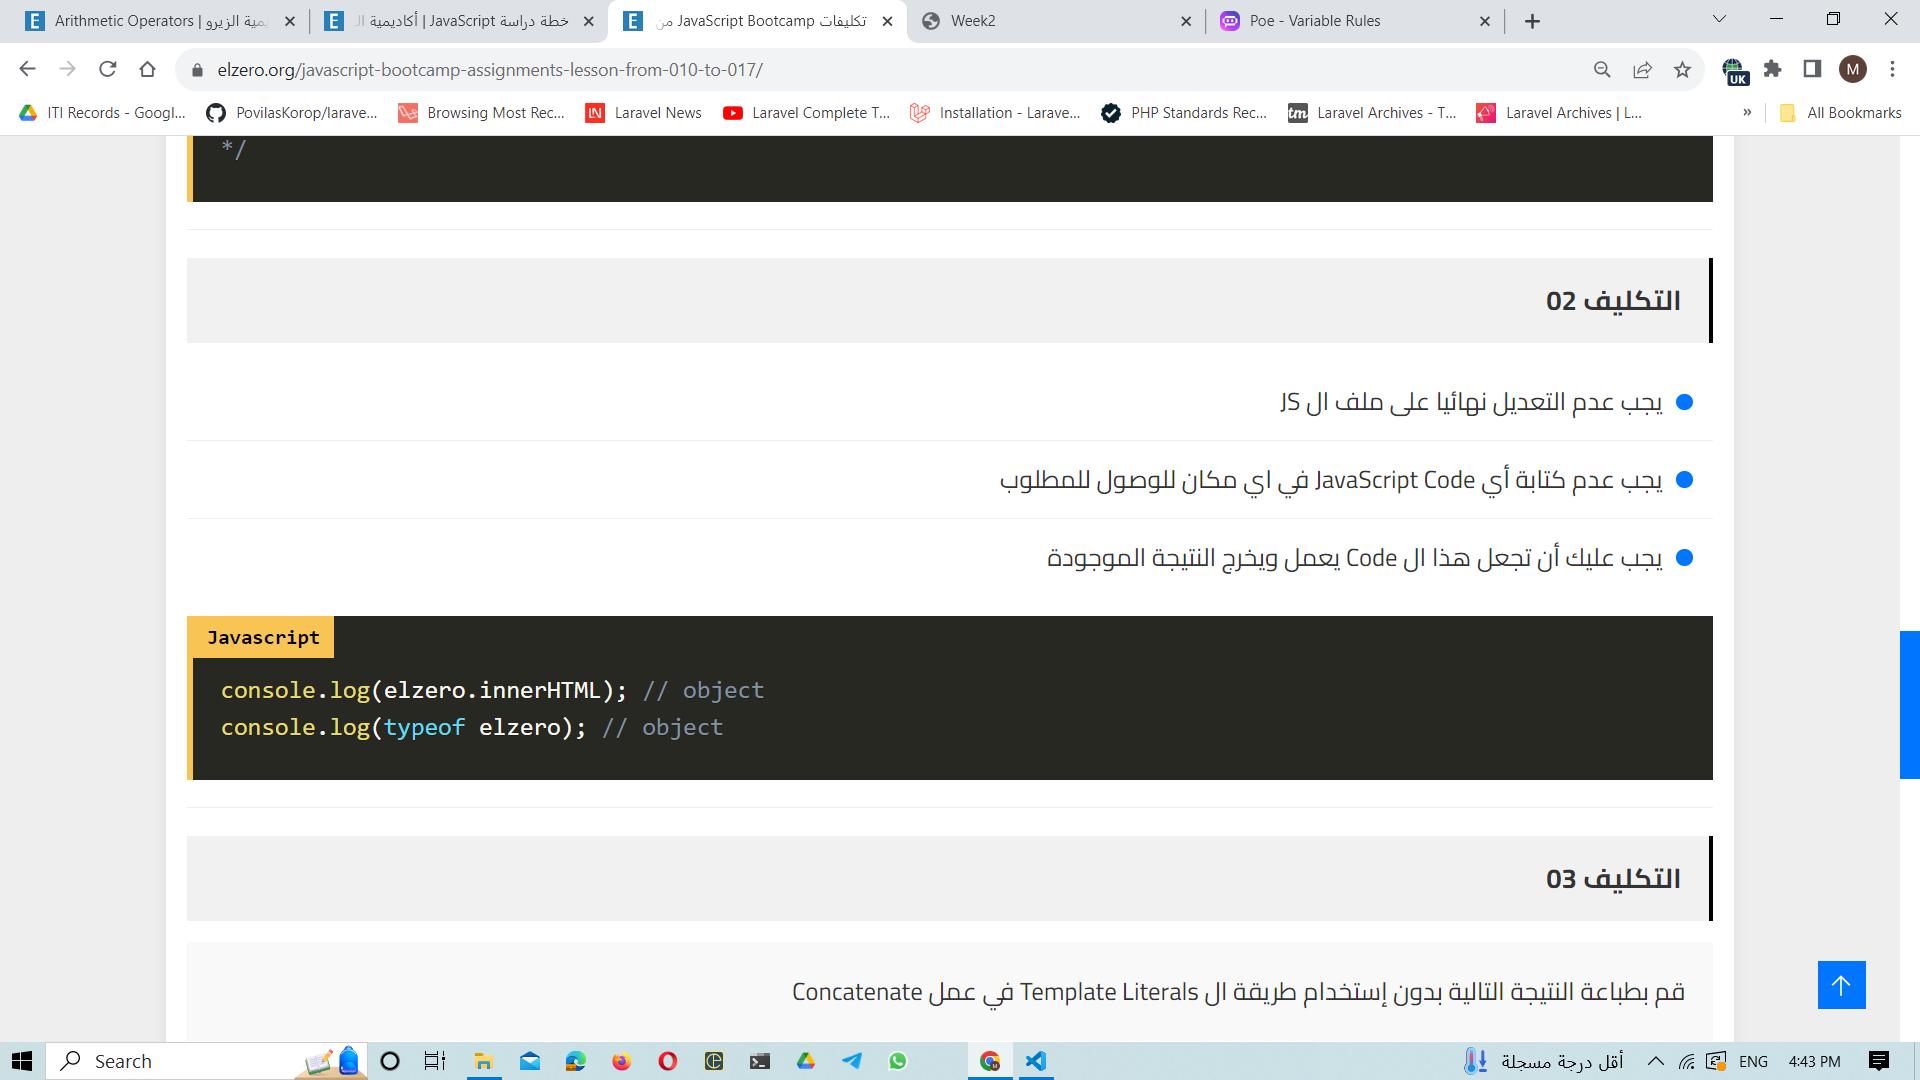 Arithmetic Operators | أكاديمية الزيرو
خطة دراسة JavaScript | أكاديمية ال
تكليفات JavaScript Bootcamp من
Week2
Poe - Variable Rules
elzero.org/javascript-bootcamp-assignments-lesson-from-010-to-017/
UK
M
ITI Records - Googl...
PovilasKorop/larave...
Browsing Most Rec...
LN Laravel News
Laravel Complete T...
Installation - Larave...
PHP Standards Rec...
tm Laravel Archives - T...
Laravel Archives | L...
»
All Bookmarks
*/
التكليف 02
يجب عدم التعديل نهائيا على ملف ال JS
يجب عدم كتابة أي JavaScript Code في اي مكان للوصول للمطلوب
يجب عليك أن تجعل هذا ال Code يعمل ويخرج النتيجة الموجودة
Javascript
console.log(elzero.innerHTML); // object
console.log(typeof elzero); // object
التكليف 03
قم بطباعة النتيجة التالية بدون إستخدام طريقة ال Template Literals في عمل Concatenate
Search
أقل درجة مسجلة
ENG
4:43 PM